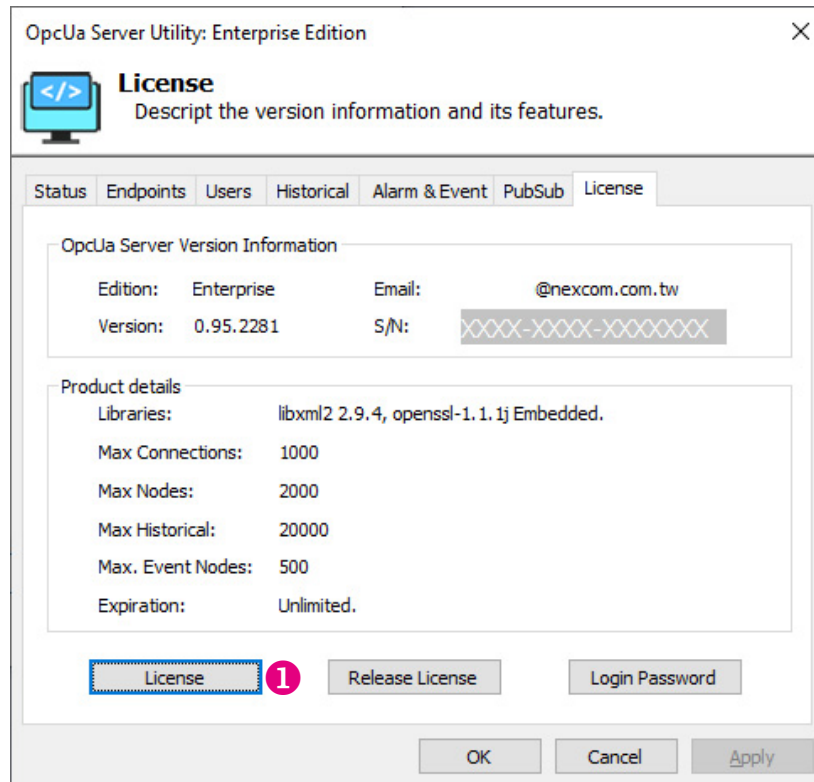 OpcUa Server Utility: Enterprise Edition
</>
License
Descript the version information and its features.
Status Endpoints Users Historical Alarm & Event PubSub License
OpcUa Server Version Information
Edition: Enterprise Email: @nexcom.com.tw
Version: 0.95.2281 S/N: XXXX-XXXX-XXXXXXX
Product details
Libraries: libxml2 2.9.4, openssl-1.1.1j Embedded.
Max Connections: 1000
Max Nodes: 2000
Max Historical: 20000
Max. Event Nodes: 500
Expiration: Unlimited.
License 1 Release License Login Password
OK Cancel Apply